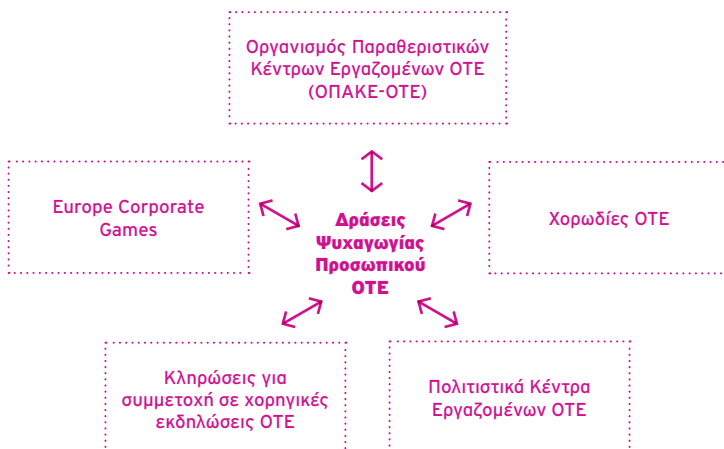 Οργανισμός Παραθεριστικών
Κέντρων Εργαζομένων ΟΤΕ
(ΟΠΑΚΕ-ΟΤΕ)
Europe Corporate
Games
Δράσεις
Ψυχαγωγίας
Προσωπικού
ΟΤΕ
Χορωδίες ΟΤΕ
Κληρώσεις για
συμμετοχή σε χορηγικές
εκδηλώσεις ΟΤΕ
Πολιτιστικά Κέντρα
Εργαζομένων ΟΤΕ